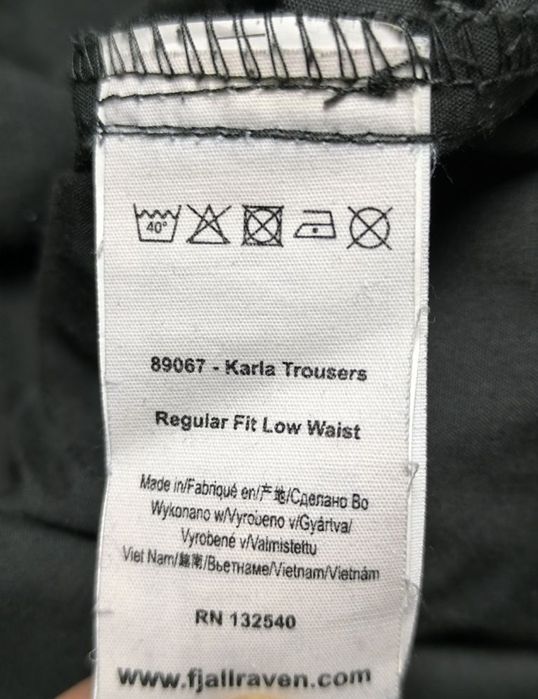 40°
89067 - Karla Trousers
Regular Fit Low Waist
Made in/Fabriqué en/产地/Сделано Во
Wykonano w/Vyrobeno v/Gyártva/
Vyrobené v/Valmistettu
Viet Nam/越南/Вьетнаме/Vietnam/Vietnám
RN 132540
www.fjallraven.com